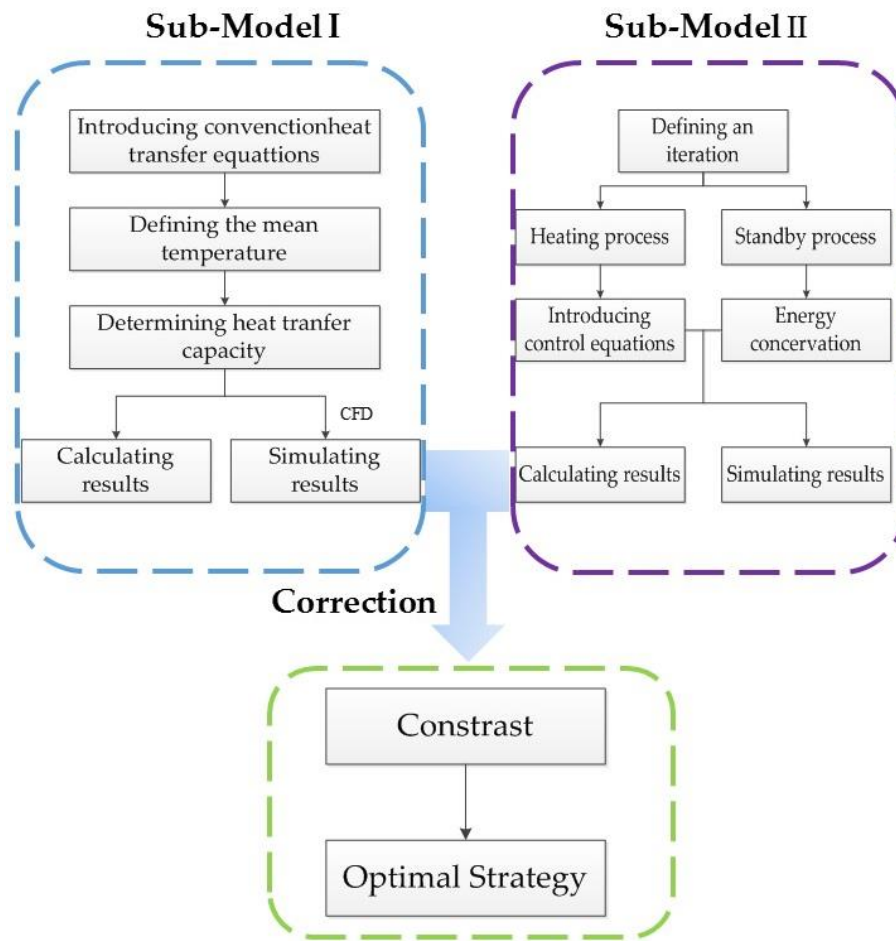 Sub-Model I
Introducing convenctionheat
transfer equattions
Defining the mean
temperature
Determining heat tranfer
capacity
CFD
Calculating
results
Simulating
results
Sub-Model II
Defining an
iteration
Heating process
Standby process
Introducing
control equations
Energy
concervation
Calculating results
Simulating results
Correction
Constrast
Optimal Strategy